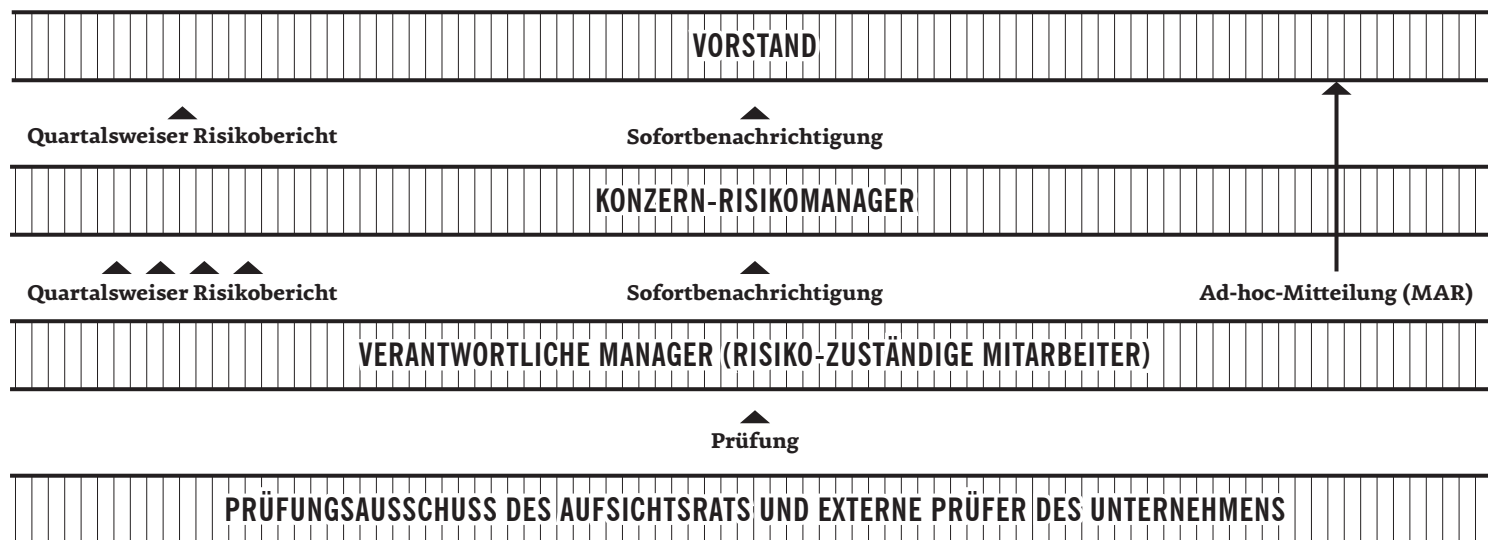 VORSTAND
Quartalsweiser Risikobericht
Sofortbenachrichtigung
KONZERN-RISIKOMANAGER
Quartalsweiser Risikobericht
Sofortbenachrichtigung
Ad-hoc-Mitteilung (MAR)
VERANTWORTLICHE MANAGER (RISIKO-ZUSTÄNDIGE MITARBEITER)
Prüfung
PRÜFUNGSAUSSCHUSS DES AUFSICHTSRATS UND EXTERNE PRÜFER DES UNTERNEHMENS